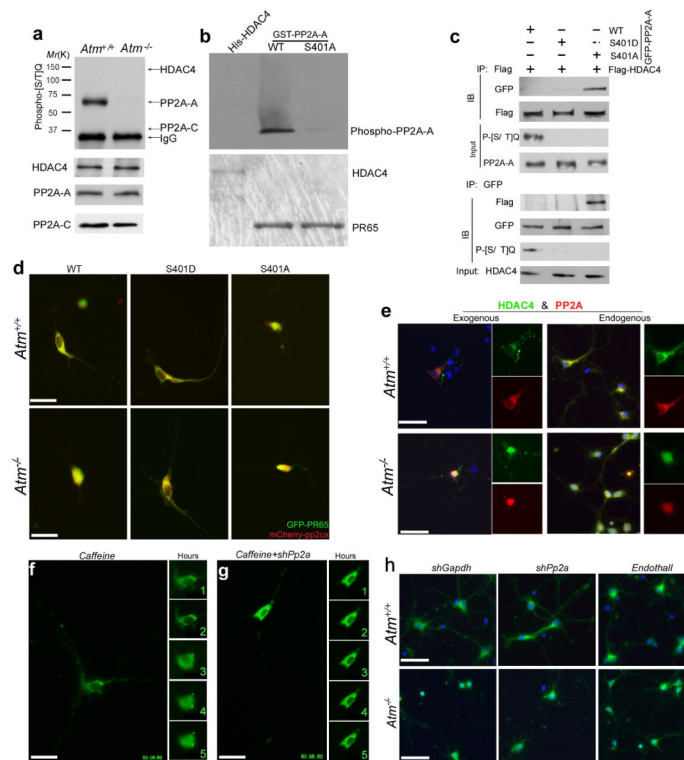 a
Atm+/+ Atm-/-
Mr(K)
Phospho-[S/T]Q
150
100
75
50
37
HDAC4
PP2A-A
PP2A-C
IgG
HDAC4
PP2A-A
PP2A-C
b
His-HDAC4
GST-PP2A-A
WT S401A
Phospho-PP2A-A
HDAC4
PR65
c
WT
S401D
S401A
GFP-PP2A-A
IP: Flag
Flag-HDAC4
+ + +
IB
GFP
Flag
Input
P-[S/ T]Q
PP2A-A
IP: GFP
IB
Flag
GFP
P-[S/ T]Q
Input: HDAC4
d
WT S401D S401A
Atm+/+
Atm-/-
GFP-PR65
mCherry-pp2ca
e
HDAC4 & PP2A
Exogenous Endogenous
Atm+/+
Atm-/-
f
Caffeine
Hours
1
2
3
4
5
g
Caffeine+shPp2a
Hours
1
2
3
4
5
h
shGapdh shPp2a Endothall
Atm+/+
Atm-/-